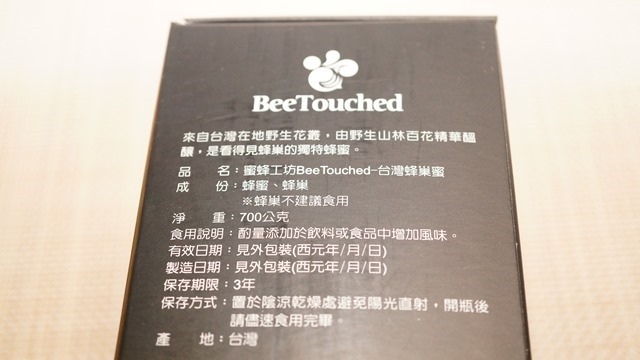 BeeTouched
來自台灣在地野生花叢，由野生山林百花精華醞
釀，是看得見蜂巢的獨特蜂蜜。
品　　名：蜜蜂工坊BeeTouched-台灣蜂巢蜜
成　　份：蜂蜜、蜂巢
※蜂巢不建議食用
淨　　重：700公克
食用說明：酌量添加於飲料或食品中增加風味。
有效日期：見外包裝(西元年/月/日)
製造日期：見外包裝(西元年/月/日)
保存期限：3年
保存方式：置於陰涼乾燥處避免陽光直射，開瓶後
請儘速食用完畢。
產　　地：台灣